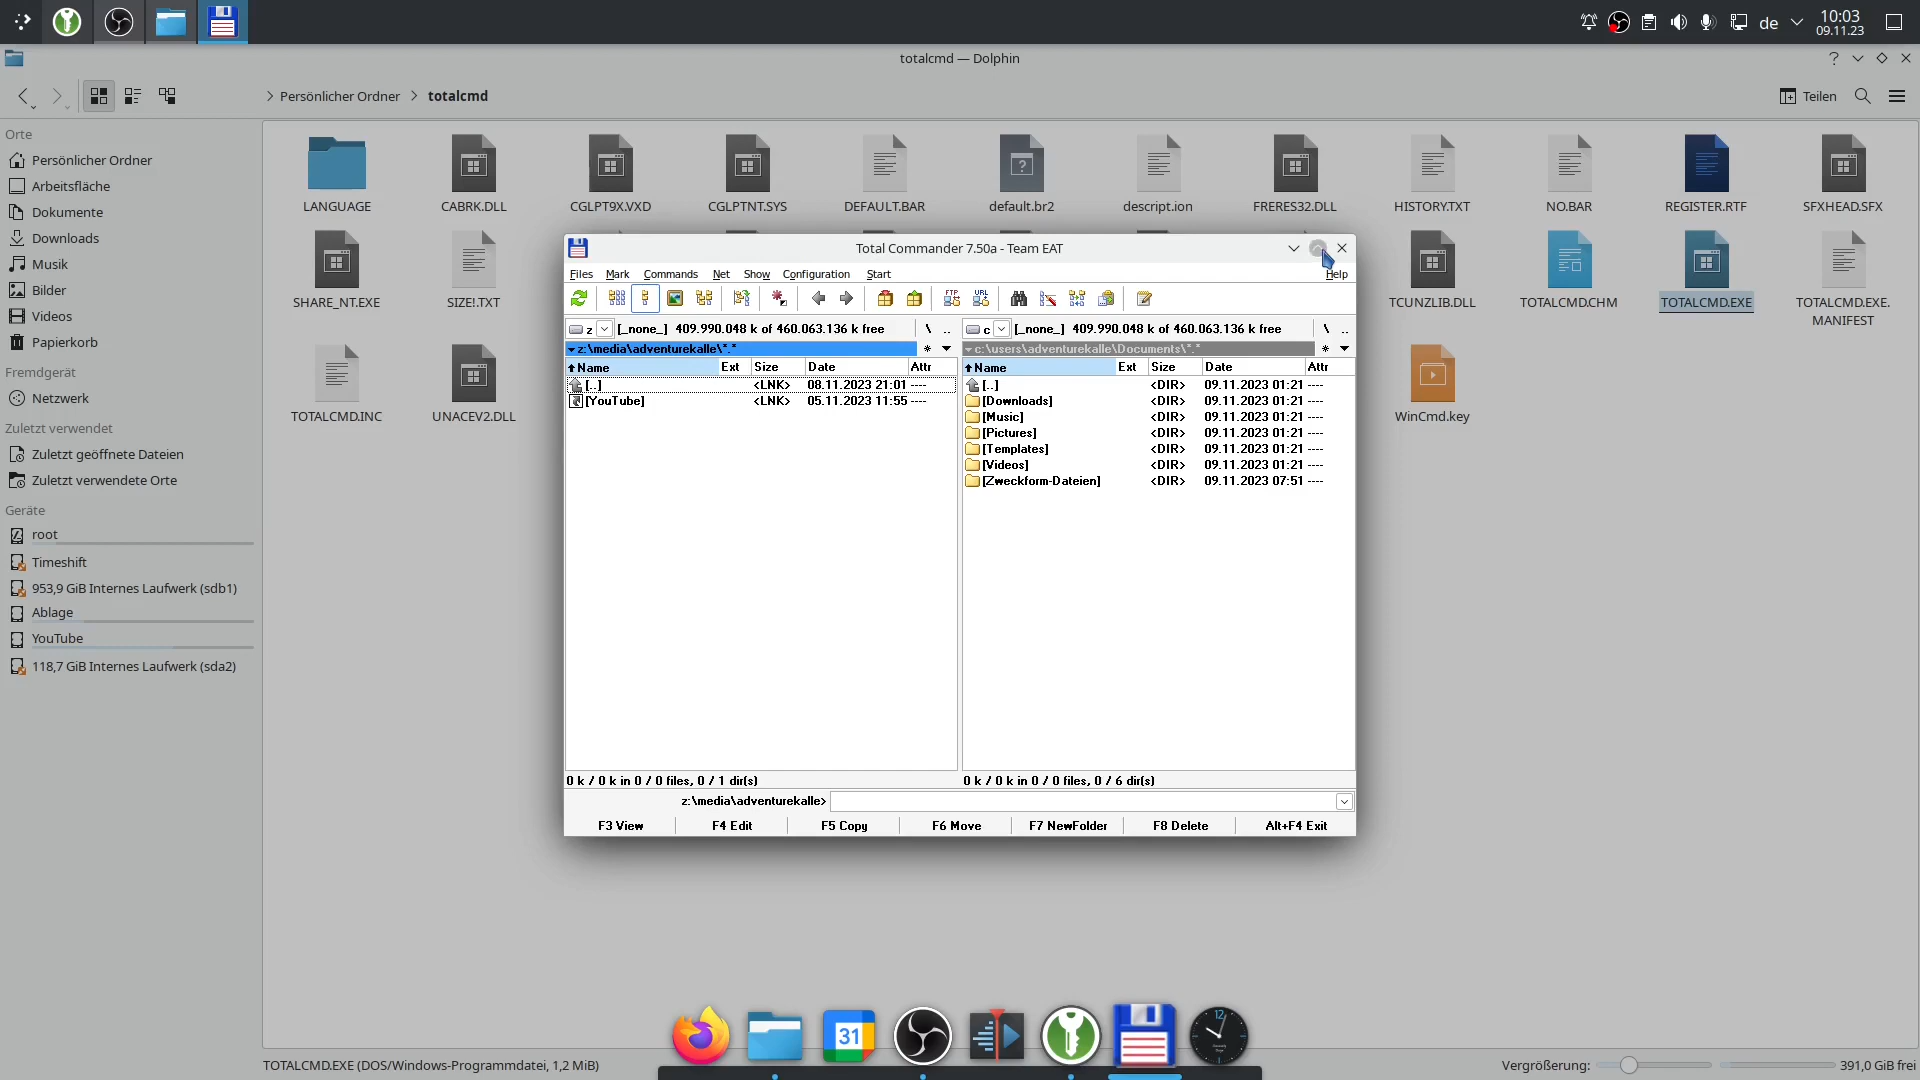 de
10:03
09.11.23
totalcmd — Dolphin
Persönlicher Ordner
totalcmd
Teilen
Orte
Persönlicher Ordner
Arbeitsfläche
Dokumente
Downloads
Musik
Bilder
Videos
Papierkorb
Fremdgerät
Netzwerk
Zuletzt verwendet
Zuletzt geöffnete Dateien
Zuletzt verwendete Orte
Geräte
root
Timeshift
953,9 GiB Internes Laufwerk (sdb1)
Ablage
YouTube
118,7 GiB Internes Laufwerk (sda2)
LANGUAGE CABRK.DLL CGLPT9X.VXD CGLPTNT.SYS DEFAULT.BAR default.br2 descript.ion FRERES32.DLL HISTORY.TXT NO.BAR REGISTER.RTF SFXHEAD.SFX
SHARE_NT.EXE SIZE!.TXT TCUNZLIB.DLL TOTALCMD.CHM TOTALCMD.EXE TOTALCMD.EXE.
MANIFEST
TOTALCMD.INC UNACEV2.DLL WinCmd.key
Total Commander 7.50a - Team EAT
Files Mark Commands Net Show Configuration Start Help
FTP URL
z [_none_] 409.990.048 k of 460.063.136 k free \ ..
z:\media\adventurekalle\*.* *
Name Ext Size Date Attr
[..] <LNK> 08.11.2023 21:01 ----
[YouTube] <LNK> 05.11.2023 11:55 ----
0 k / 0 k in 0 / 0 files, 0 / 1 dir(s)
c [_none_] 409.990.048 k of 460.063.136 k free \ ..
c:\users\adventurekalle\Documents\*.* *
Name Ext Size Date Attr
[..] <DIR> 09.11.2023 01:21 ----
[Downloads] <DIR> 09.11.2023 01:21 ----
[Music] <DIR> 09.11.2023 01:21 ----
[Pictures] <DIR> 09.11.2023 01:21 ----
[Templates] <DIR> 09.11.2023 01:21 ----
[Videos] <DIR> 09.11.2023 01:21 ----
[Zweckform-Dateien] <DIR> 09.11.2023 07:51 ----
0 k / 0 k in 0 / 0 files, 0 / 6 dir(s)
z:\media\adventurekalle>
F3 View F4 Edit F5 Copy F6 Move F7 NewFolder F8 Delete Alt+F4 Exit
31
TOTALCMD.EXE (DOS/Windows-Programmdatei, 1,2 MiB)
Vergrößerung:
391,0 GiB frei